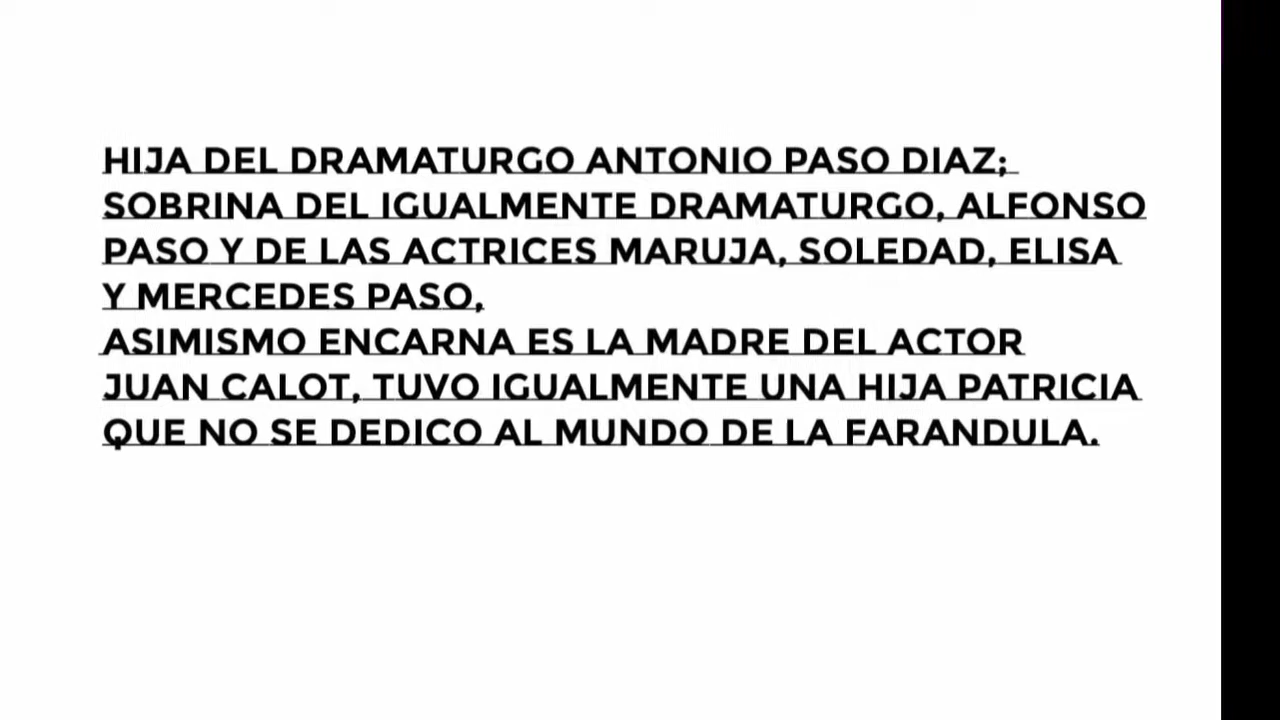 HIJA DEL DRAMATURGO ANTONIO PASO DIAZ;
SOBRINA DEL IGUALMENTE DRAMATURGO, ALFONSO
PASO Y DE LAS ACTRICES MARUJA, SOLEDAD, ELISA
Y MERCEDES PASO,
ASIMISMO ENCARNA ES LA MADRE DEL ACTOR
JUAN CALOT, TUVO IGUALMENTE UNA HIJA PATRICIA
QUE NO SE DEDICO AL MUNDO DE LA FARANDULA.